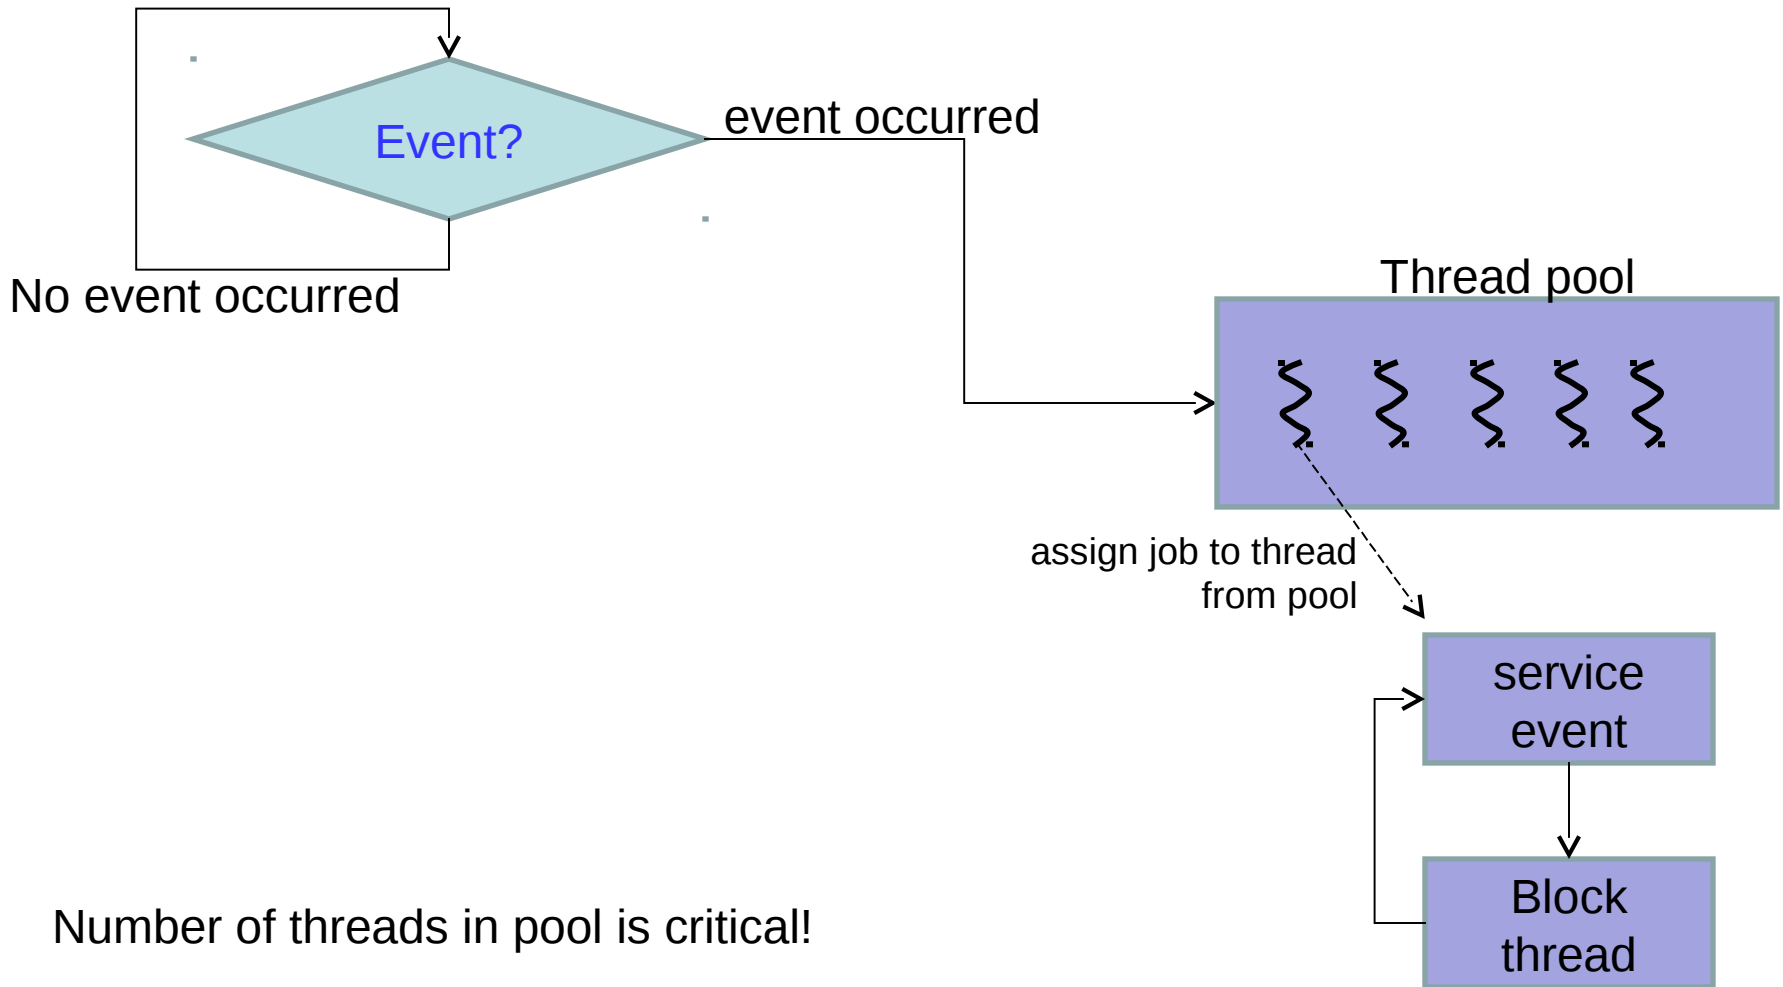 event occurred
Event?
No event occurred
Thread pool
assign job to thread
from pool
service
event
Block
thread
Number of threads in pool is critical!